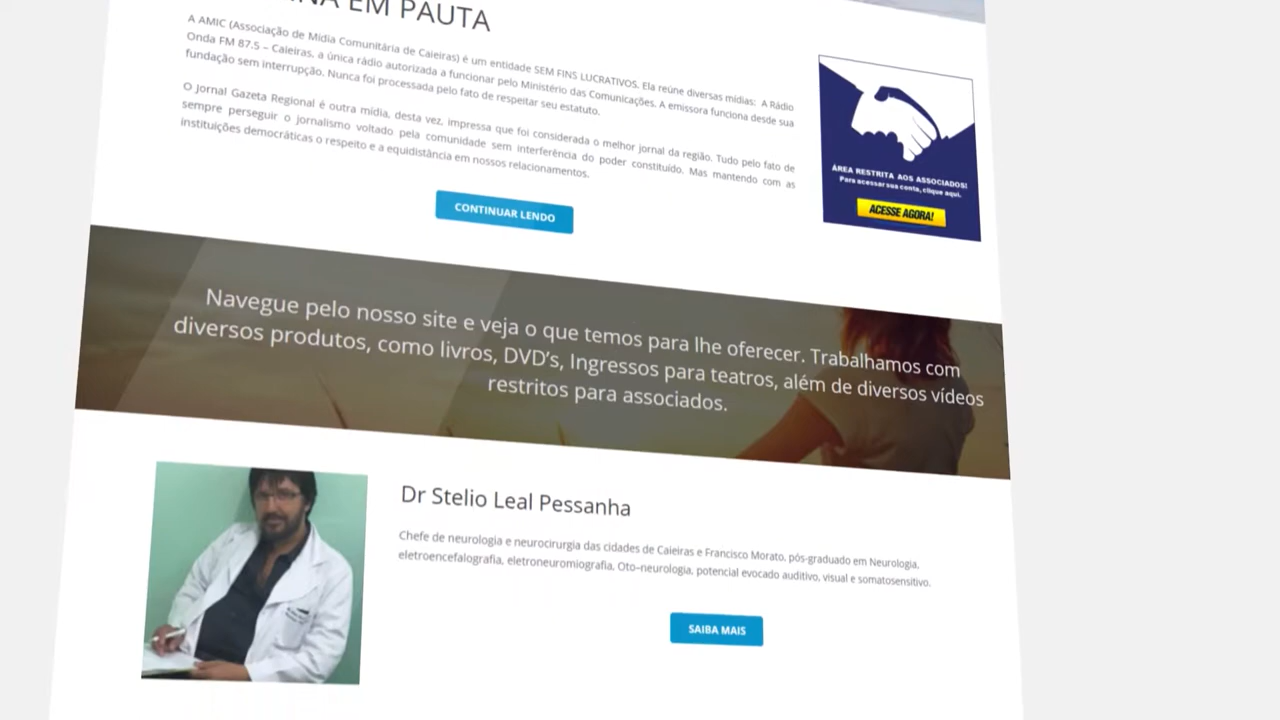 EM PAUTA
A AMIC (Associação de Mídia Comunitária de Caieiras) é um entidade SEM FINS LUCRATIVOS. Ela reúne diversas mídias: A Rádio
Onda FM 87.5 – Caieiras, a única rádio autorizada a funcionar pelo Ministério das Comunicações. A emissora funciona desde sua
fundação sem interrupção. Nunca foi processada pelo fato de respeitar seu estatuto.
O Jornal Gazeta Regional é outra mídia, desta vez, impressa que foi considerada o melhor jornal da região. Tudo pelo fato de
sempre perseguir o jornalismo voltado pela comunidade sem interferência do poder constituído. Mas mantendo com as
instituições democráticas o respeito e a equidistância em nossos relacionamentos.
CONTINUAR LENDO
ÁREA RESTRITA AOS ASSOCIADOS!
Para acessar sua conta, clique aqui.
ACESSE AGORA!
Navegue pelo nosso site e veja o que temos para lhe oferecer. Trabalhamos com
diversos produtos, como livros, DVD's, Ingressos para teatros, além de diversos vídeos
restritos para associados.
Dr Stelio Leal Pessanha
Chefe de neurologia e neurocirurgia das cidades de Caieiras e Francisco Morato, pós-graduado em Neurologia,
eletroencefalografia, eletroneuromiografia, Oto-neurologia, potencial evocado auditivo, visual e somatosensitivo.
SAIBA MAIS